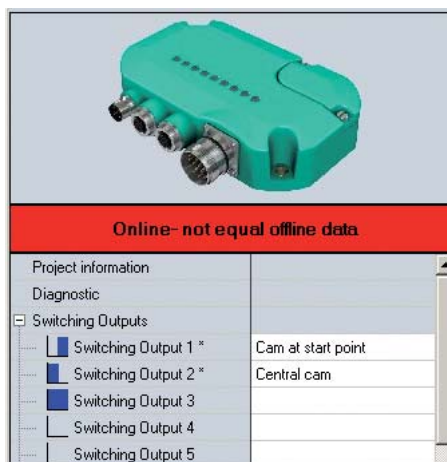 Online- not equal offline data
Project information
Diagnostic
Switching Outputs
Switching Output 1 * Cam at start point
Switching Output 2 * Central cam
Switching Output 3
Switching Output 4
Switching Output 5